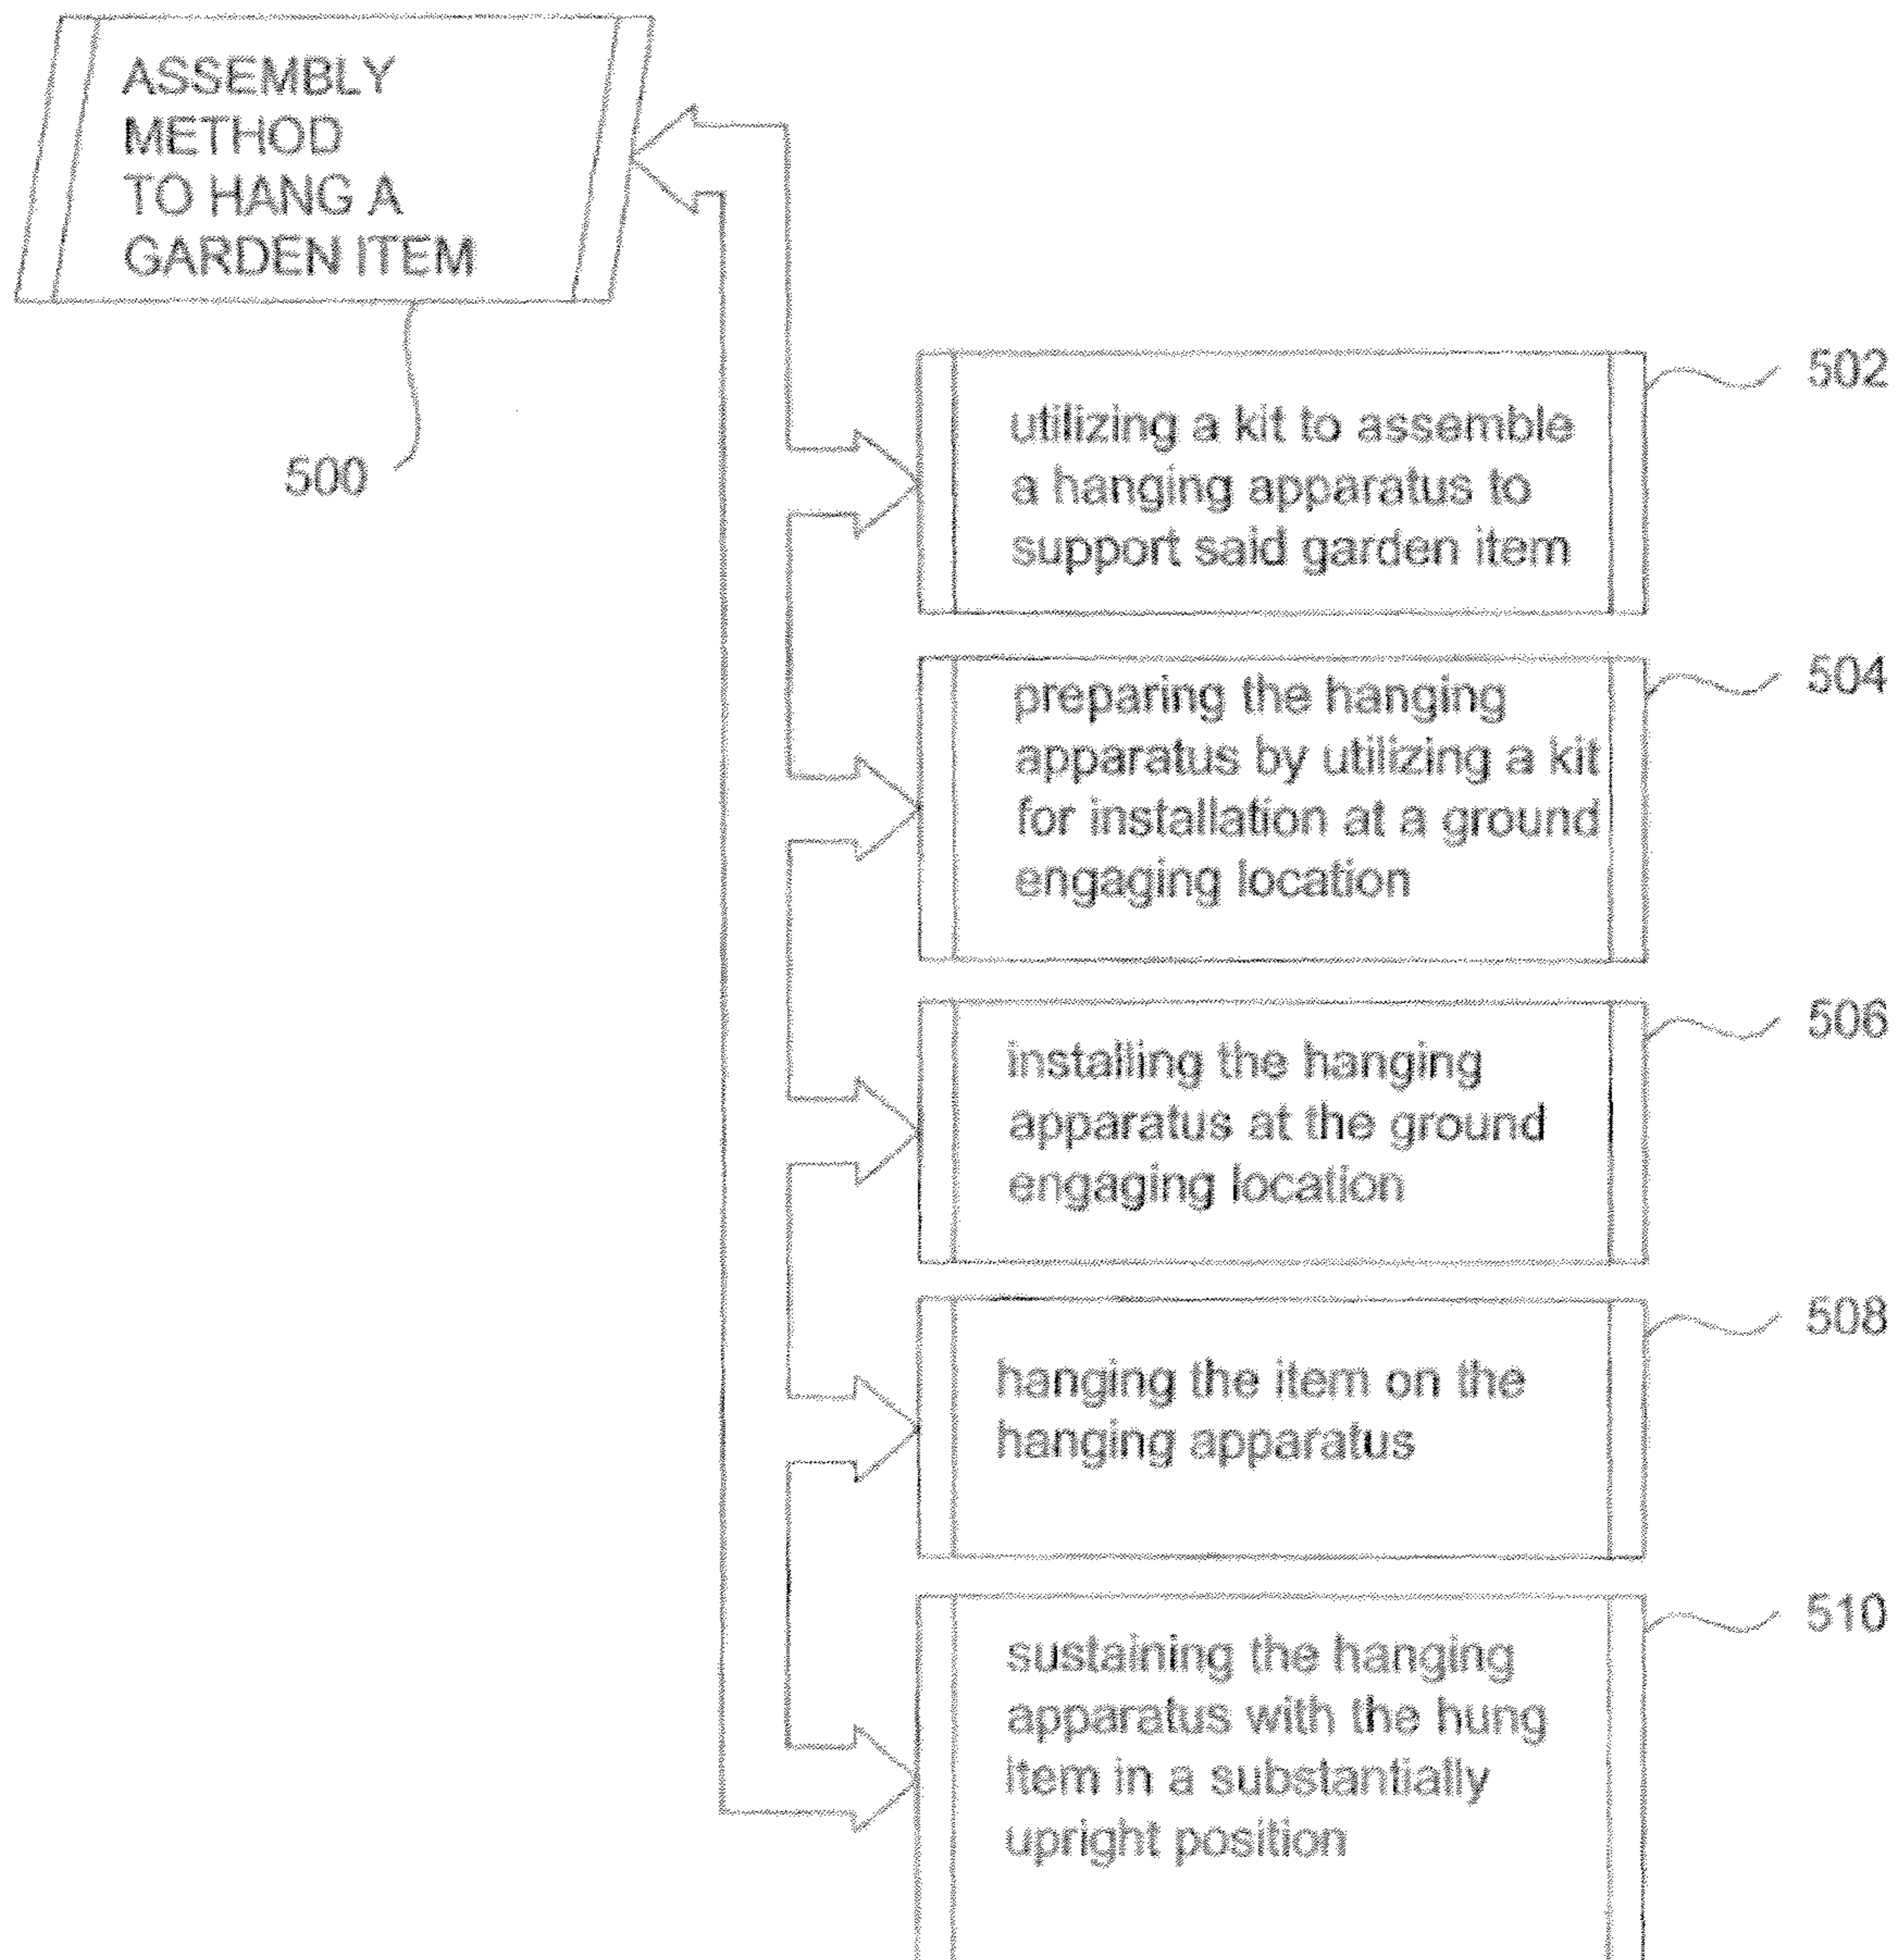 ASSEMBLY
METHOD
TO HANG A
GARDEN ITEM
500
502
utilizing a kit to assemble
a hanging apparatus to
support said garden item
504
preparing the hanging
apparatus by utilizing a kit
for installation at a ground
engaging location
506
installing the hanging
apparatus at the ground
engaging location
508
hanging the item on the
hanging apparatus
510
sustaining the hanging
apparatus with the hung
item in a substantially
upright position